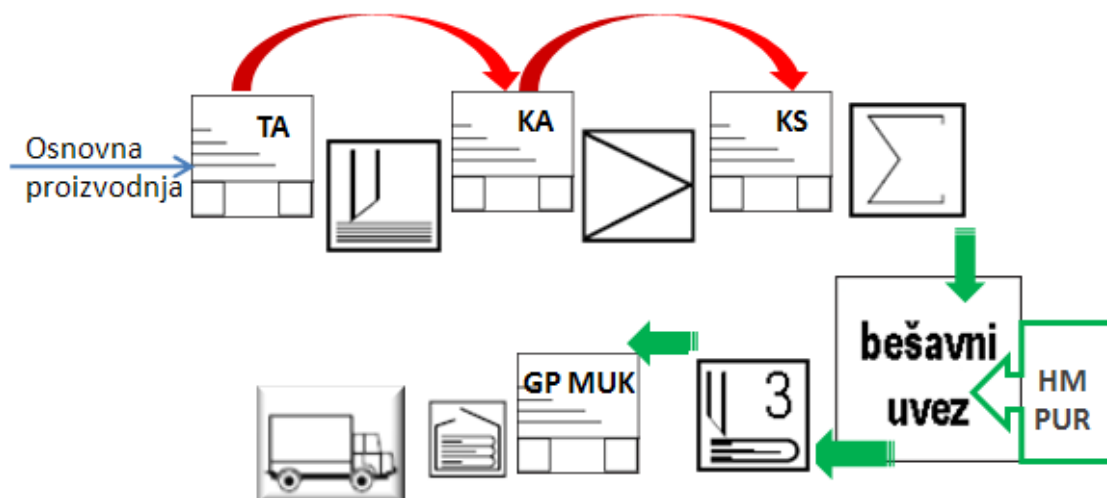 Osnovna
proizvodnja
TA
KA
KS
bešavni
uvez
HM
PUR
3
GP MUK